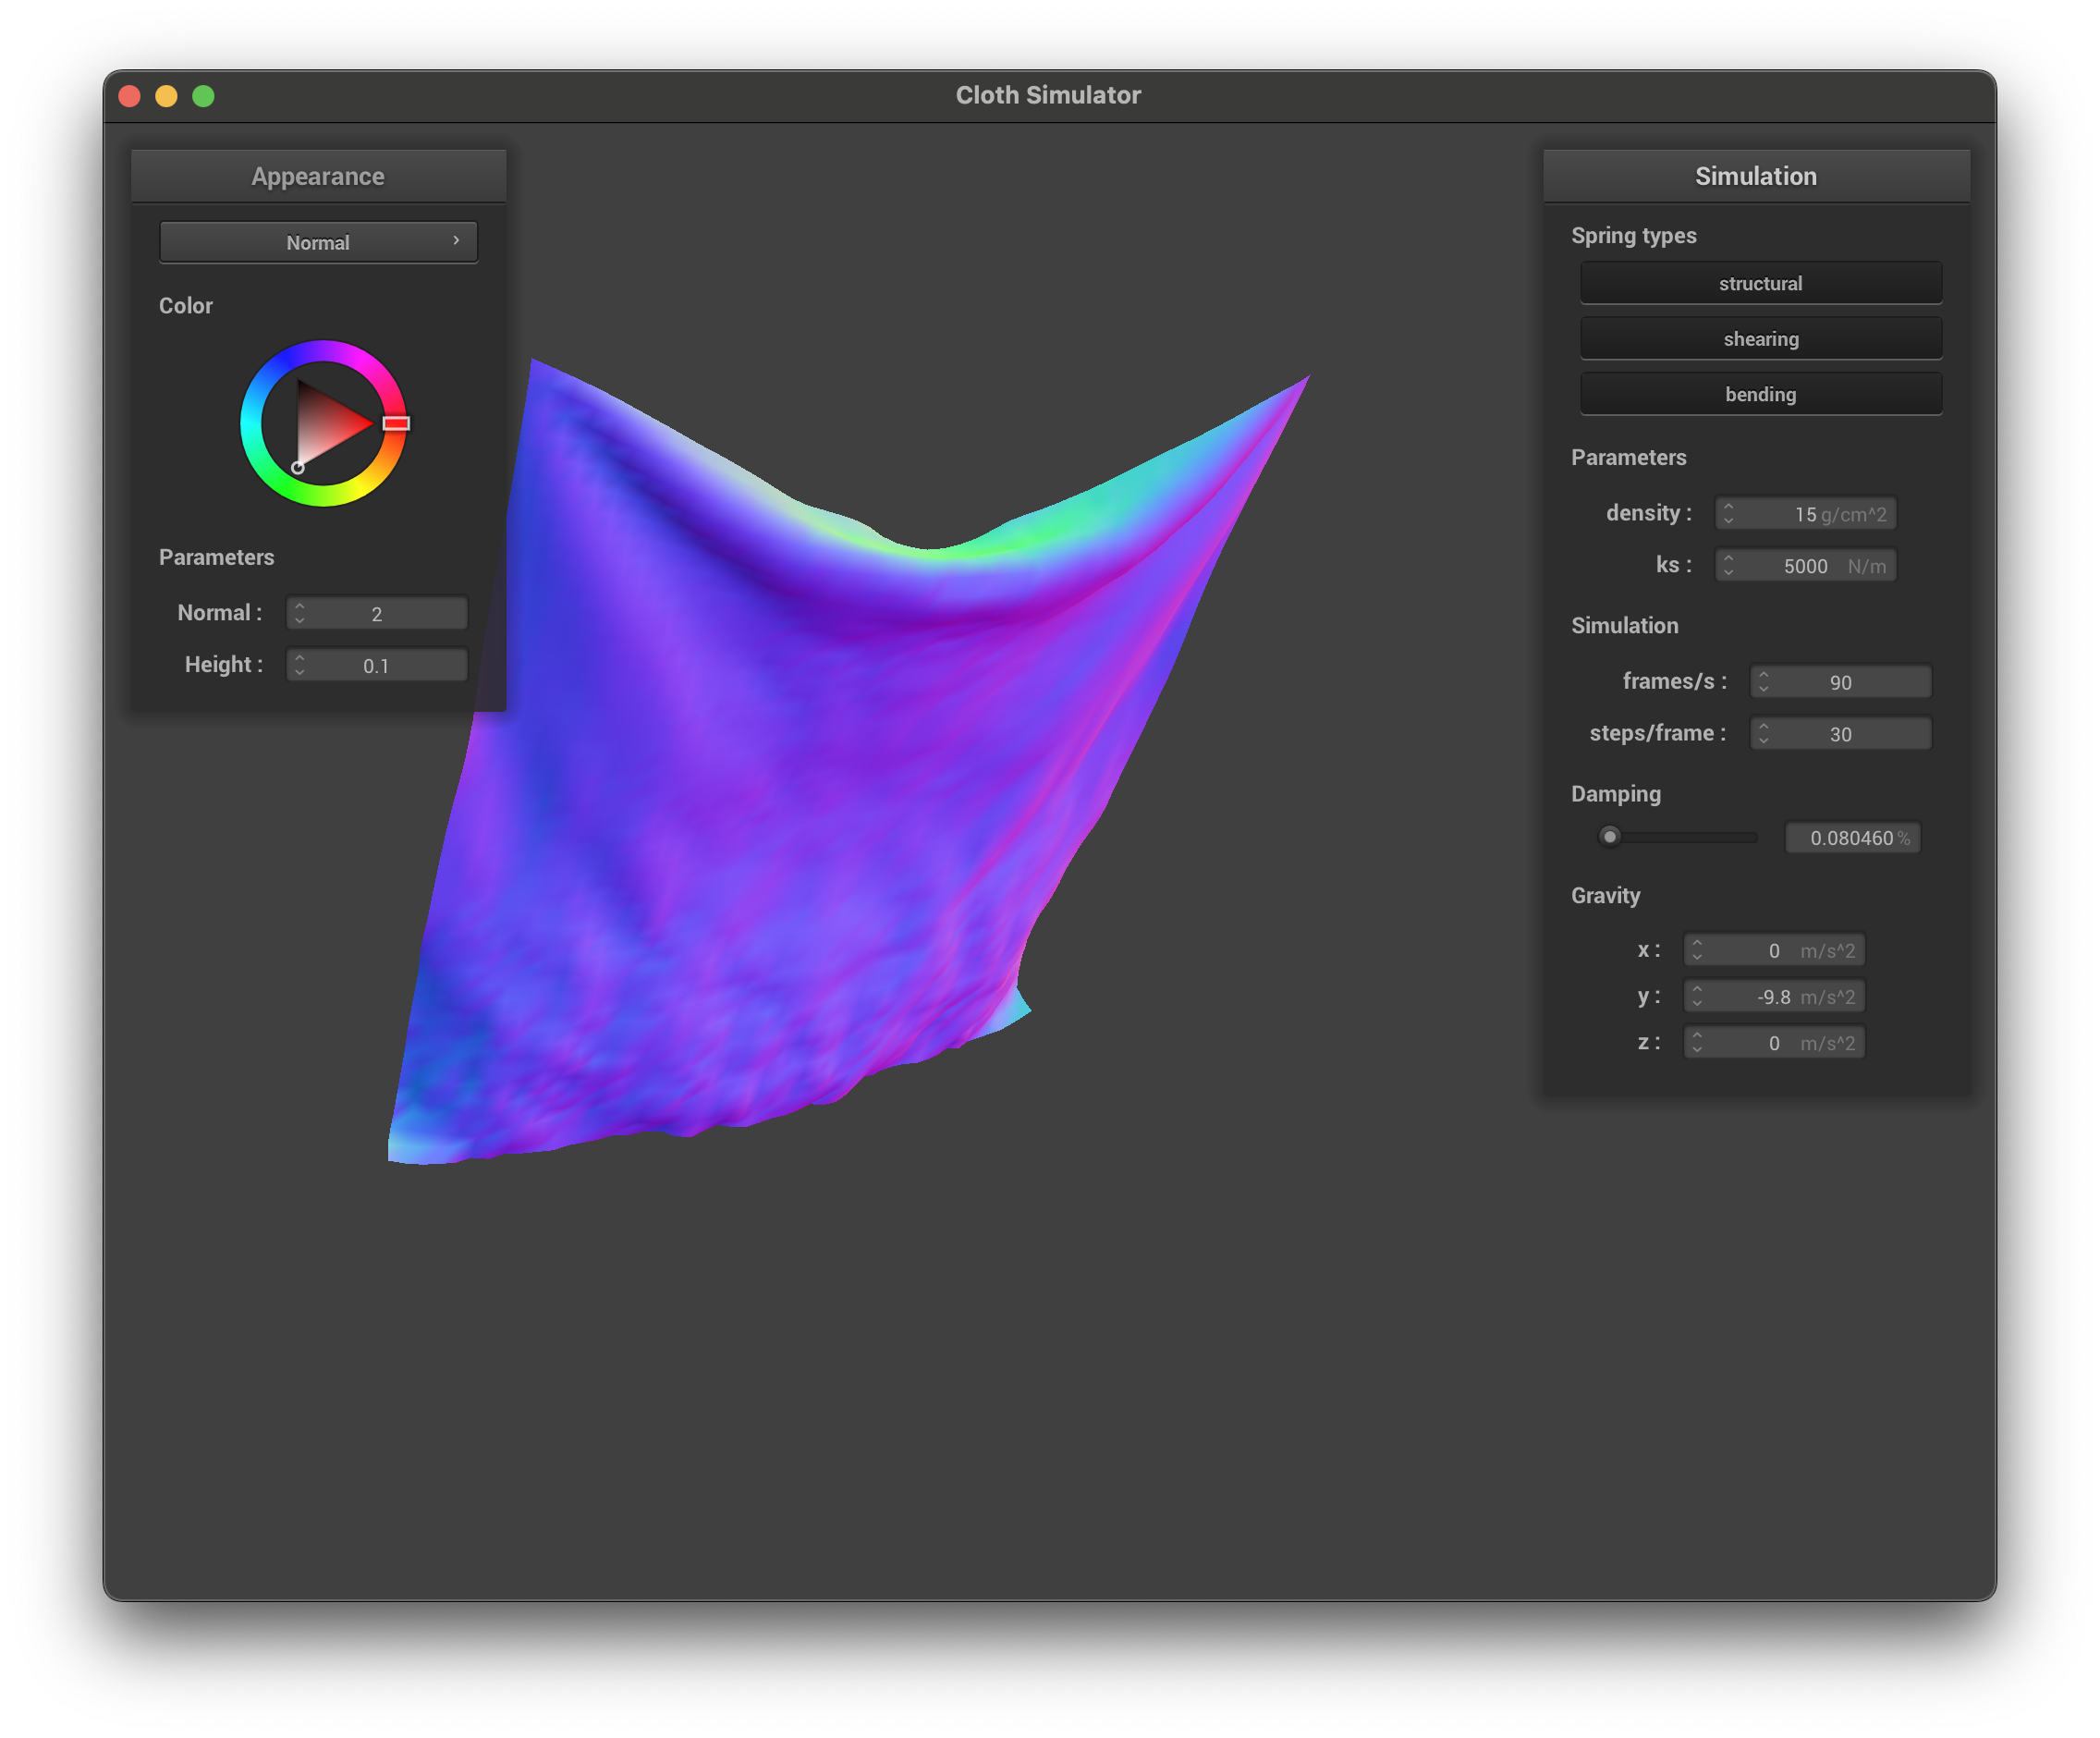 Cloth Simulator
Appearance
Normal
Color
Parameters
Normal : 2
Height : 0.1
Simulation
Spring types
structural
shearing
bending
Parameters
density : 15 g/cm^2
ks : 5000 N/m
Simulation
frames/s : 90
steps/frame : 30
Damping
0.080460 %
Gravity
x : 0 m/s^2
y : -9.8 m/s^2
z : 0 m/s^2